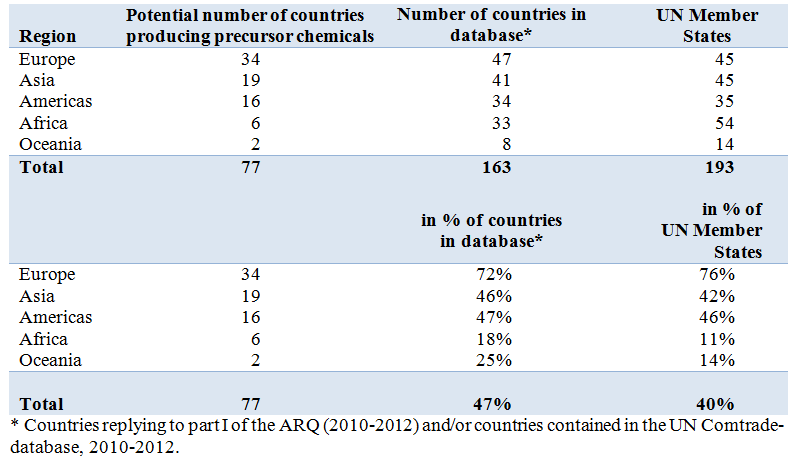 Region Potential number of countries producing precursor chemicals Number of countries in database* UN Member States
Europe 34 47 45
Asia 19 41 45
Americas 16 34 35
Africa 6 33 54
Oceania 2 8 14
Total 77 163 193
in % of countries in database* in % of UN Member States
Europe 34 72% 76%
Asia 19 46% 42%
Americas 16 47% 46%
Africa 6 18% 11%
Oceania 2 25% 14%
Total 77 47% 40%
* Countries replying to part I of the ARQ (2010-2012) and/or countries contained in the UN Comtrade-
database, 2010-2012.